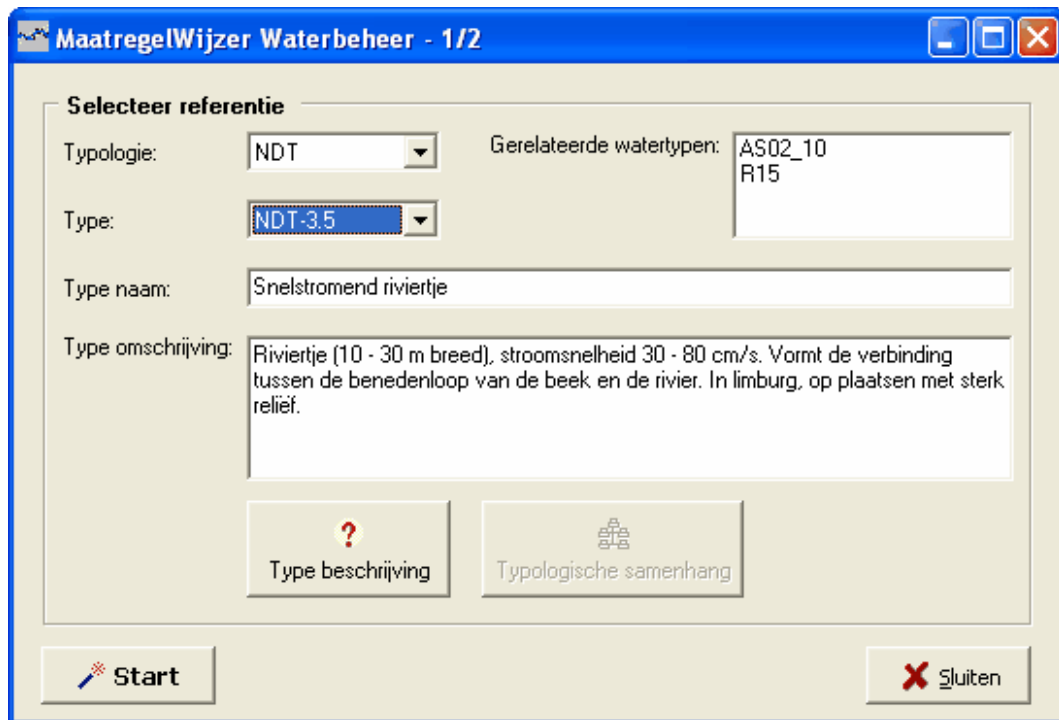 MaatregelWijzer Waterbeheer - 1/2
Selecteer referentie
Typologie:
NDT
Gerelateerde watertypen:
AS02_10
R15
Type:
NDT-3.5
Type naam:
Snelstromend riviertje
Type omschrijving:
Riviertje (10 - 30 m breed), stroomsnelheid 30 - 80 cm/s. Vormt de verbinding
tussen de benedenloop van de beek en de rivier. In limburg, op plaatsen met sterk
reliëf.
?
Type beschrijving
Typologische samenhang
Start
Sluiten